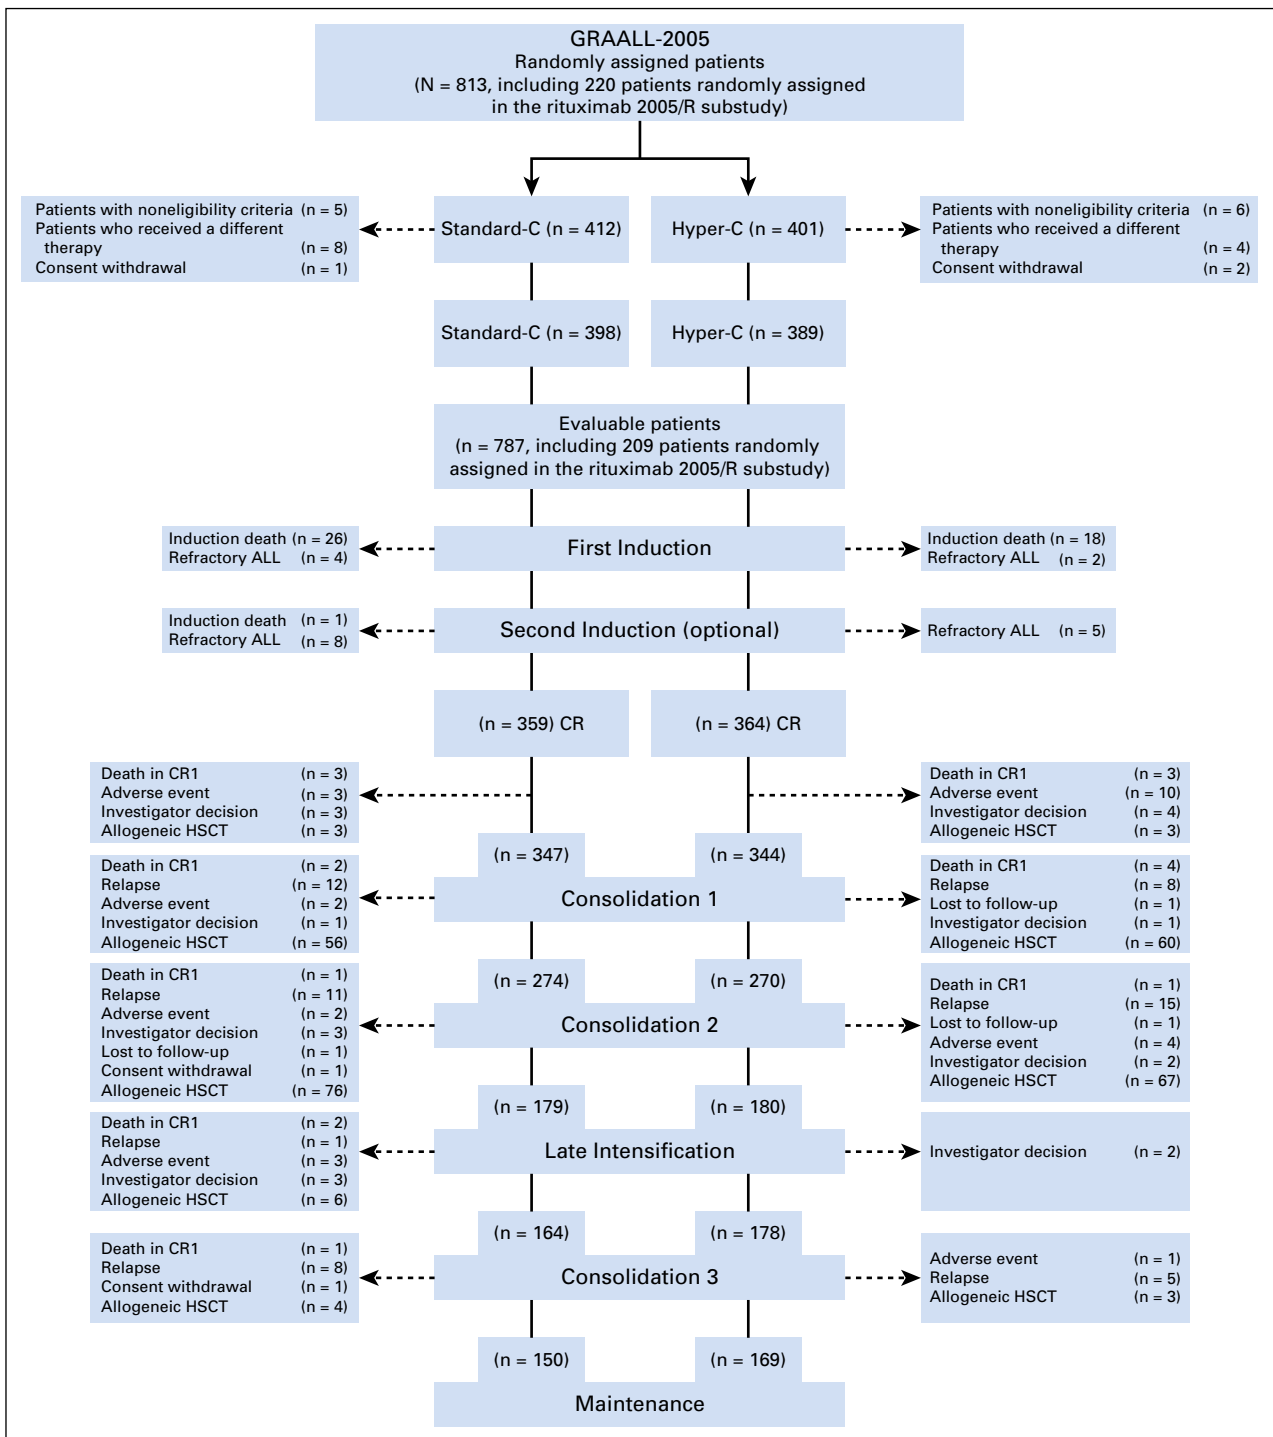 GRAALL-2005
Randomly assigned patients
(N = 813, including 220 patients randomly assigned
in the rituximab 2005/R substudy)
Patients with noneligibility criteria (n = 5)
Patients who received a different
therapy (n = 8)
Consent withdrawal (n = 1)
Standard-C (n = 412)
Hyper-C (n = 401)
Patients with noneligibility criteria (n = 6)
Patients who received a different
therapy (n = 4)
Consent withdrawal (n = 2)
Standard-C (n = 398)
Hyper-C (n = 389)
Evaluable patients
(n = 787, including 209 patients randomly
assigned in the rituximab 2005/R substudy)
Induction death (n = 26)
Refractory ALL (n = 4)
First Induction
Induction death (n = 18)
Refractory ALL (n = 2)
Induction death (n = 1)
Refractory ALL (n = 8)
Second Induction (optional)
Refractory ALL (n = 5)
(n = 359) CR
(n = 364) CR
Death in CR1 (n = 3)
Adverse event (n = 3)
Investigator decision (n = 3)
Allogeneic HSCT (n = 3)
Death in CR1 (n = 3)
Adverse event (n = 10)
Investigator decision (n = 4)
Allogeneic HSCT (n = 3)
(n = 347)
(n = 344)
Death in CR1 (n = 2)
Relapse (n = 12)
Adverse event (n = 2)
Investigator decision (n = 1)
Allogeneic HSCT (n = 56)
Consolidation 1
Death in CR1 (n = 4)
Relapse (n = 8)
Lost to follow-up (n = 1)
Investigator decision (n = 1)
Allogeneic HSCT (n = 60)
(n = 274)
(n = 270)
Death in CR1 (n = 1)
Relapse (n = 11)
Adverse event (n = 2)
Investigator decision (n = 3)
Lost to follow-up (n = 1)
Consent withdrawal (n = 1)
Allogeneic HSCT (n = 76)
Consolidation 2
Death in CR1 (n = 1)
Relapse (n = 15)
Lost to follow-up (n = 1)
Adverse event (n = 4)
Investigator decision (n = 2)
Allogeneic HSCT (n = 67)
(n = 179)
(n = 180)
Death in CR1 (n = 2)
Relapse (n = 1)
Adverse event (n = 3)
Investigator decision (n = 3)
Allogeneic HSCT (n = 6)
Late Intensification
Investigator decision (n = 2)
(n = 164)
(n = 178)
Death in CR1 (n = 1)
Relapse (n = 8)
Consent withdrawal (n = 1)
Allogeneic HSCT (n = 4)
Consolidation 3
Adverse event (n = 1)
Relapse (n = 5)
Allogeneic HSCT (n = 3)
(n = 150)
(n = 169)
Maintenance